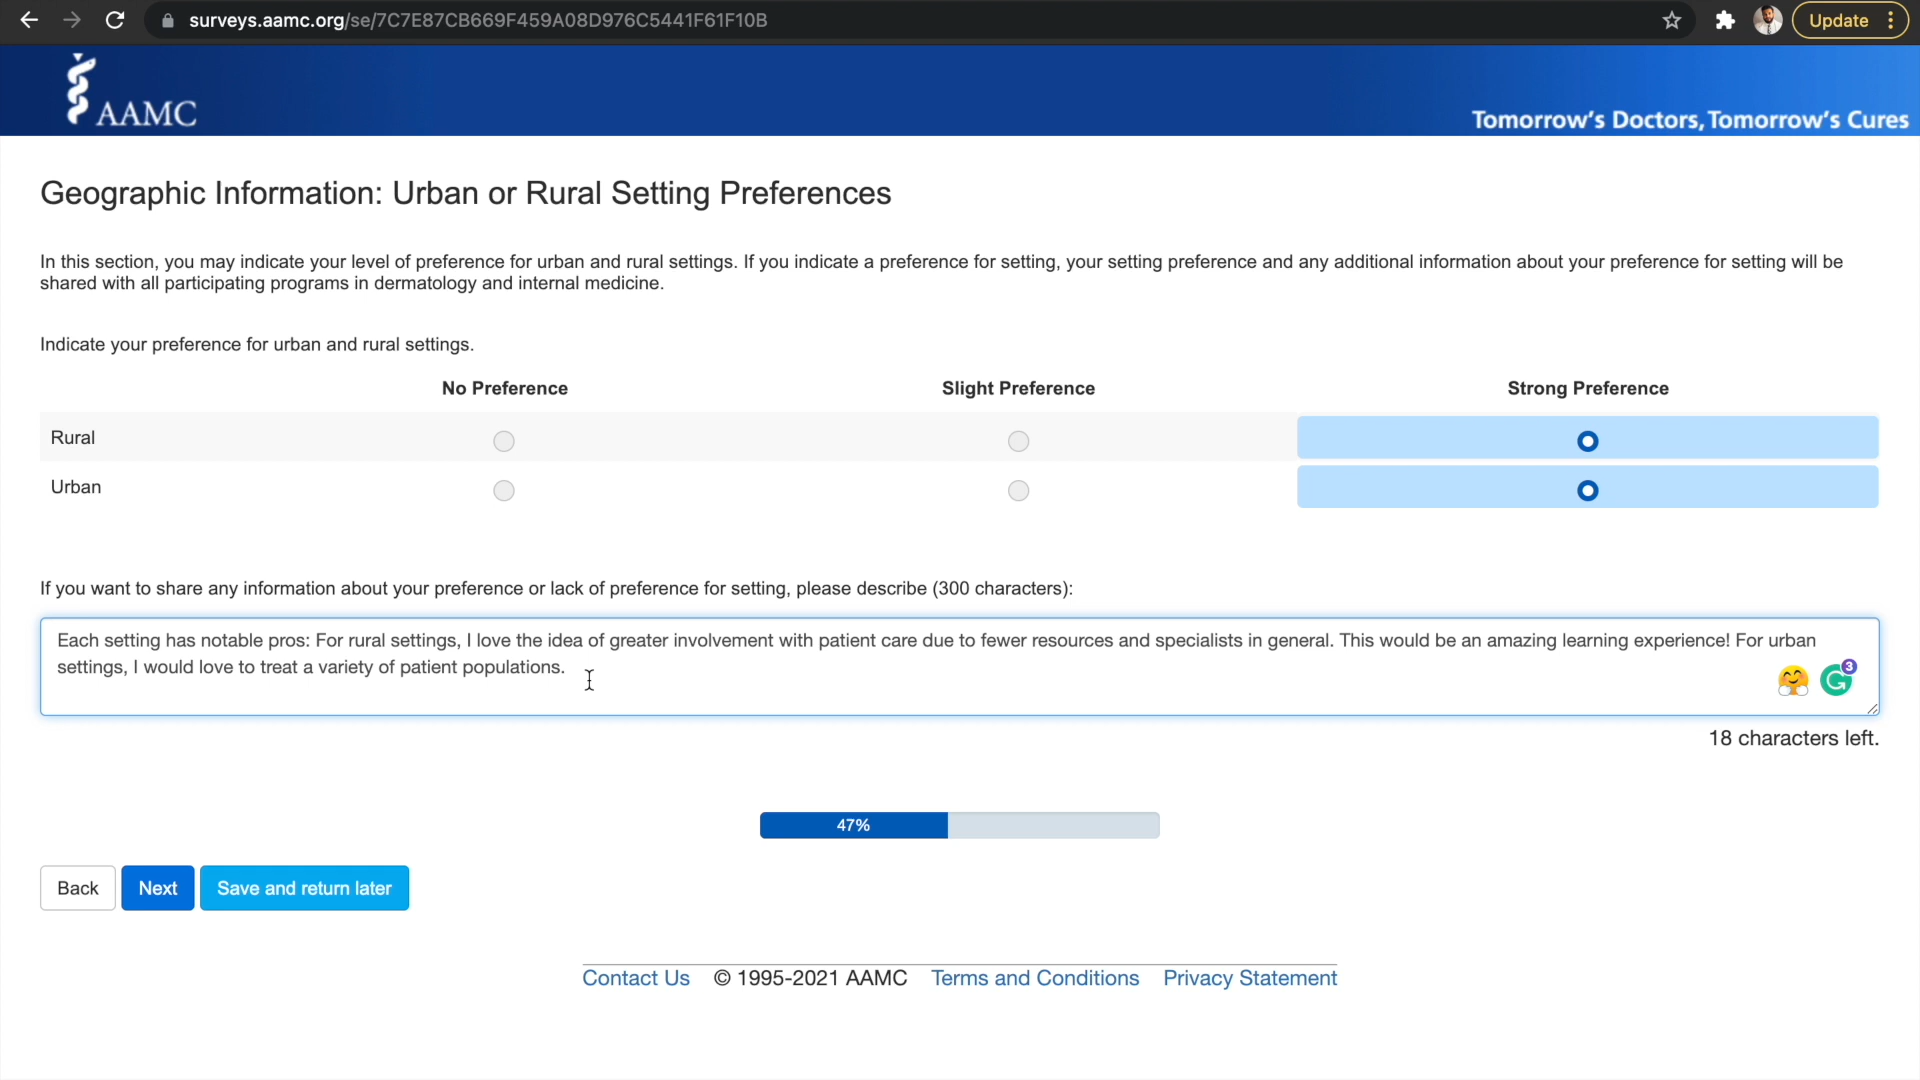 surveys.aamc.org/se/7C7E87CB669F459A08D976C5441F61F10B
Update
AAMC
Tomorrow's Doctors, Tomorrow's Cures
Geographic Information: Urban or Rural Setting Preferences
In this section, you may indicate your level of preference for urban and rural settings. If you indicate a preference for setting, your setting preference and any additional information about your preference for setting will be
shared with all participating programs in dermatology and internal medicine.
Indicate your preference for urban and rural settings.
No Preference Slight Preference Strong Preference
Rural
Urban
If you want to share any information about your preference or lack of preference for setting, please describe (300 characters):
Each setting has notable pros: For rural settings, I love the idea of greater involvement with patient care due to fewer resources and specialists in general. This would be an amazing learning experience! For urban
settings, I would love to treat a variety of patient populations.
3
18 characters left.
47%
Back Next Save and return later
Contact Us © 1995-2021 AAMC Terms and Conditions Privacy Statement